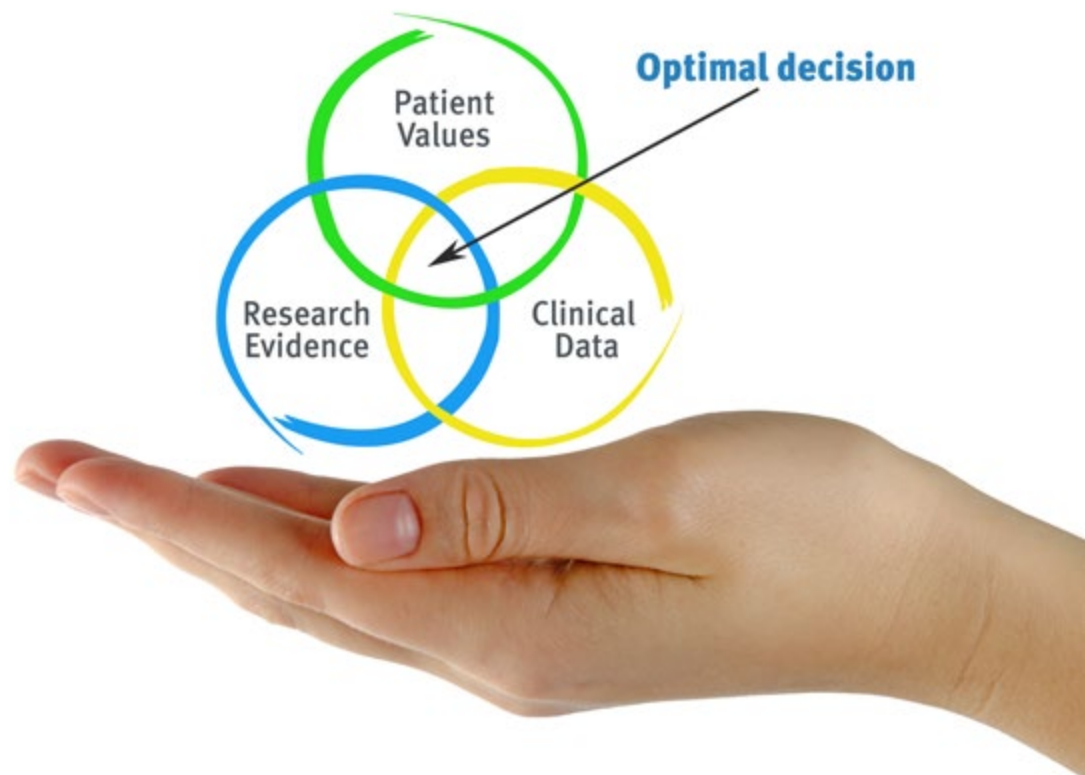 Optimal decision
Patient
Values
Research
Evidence
Clinical
Data